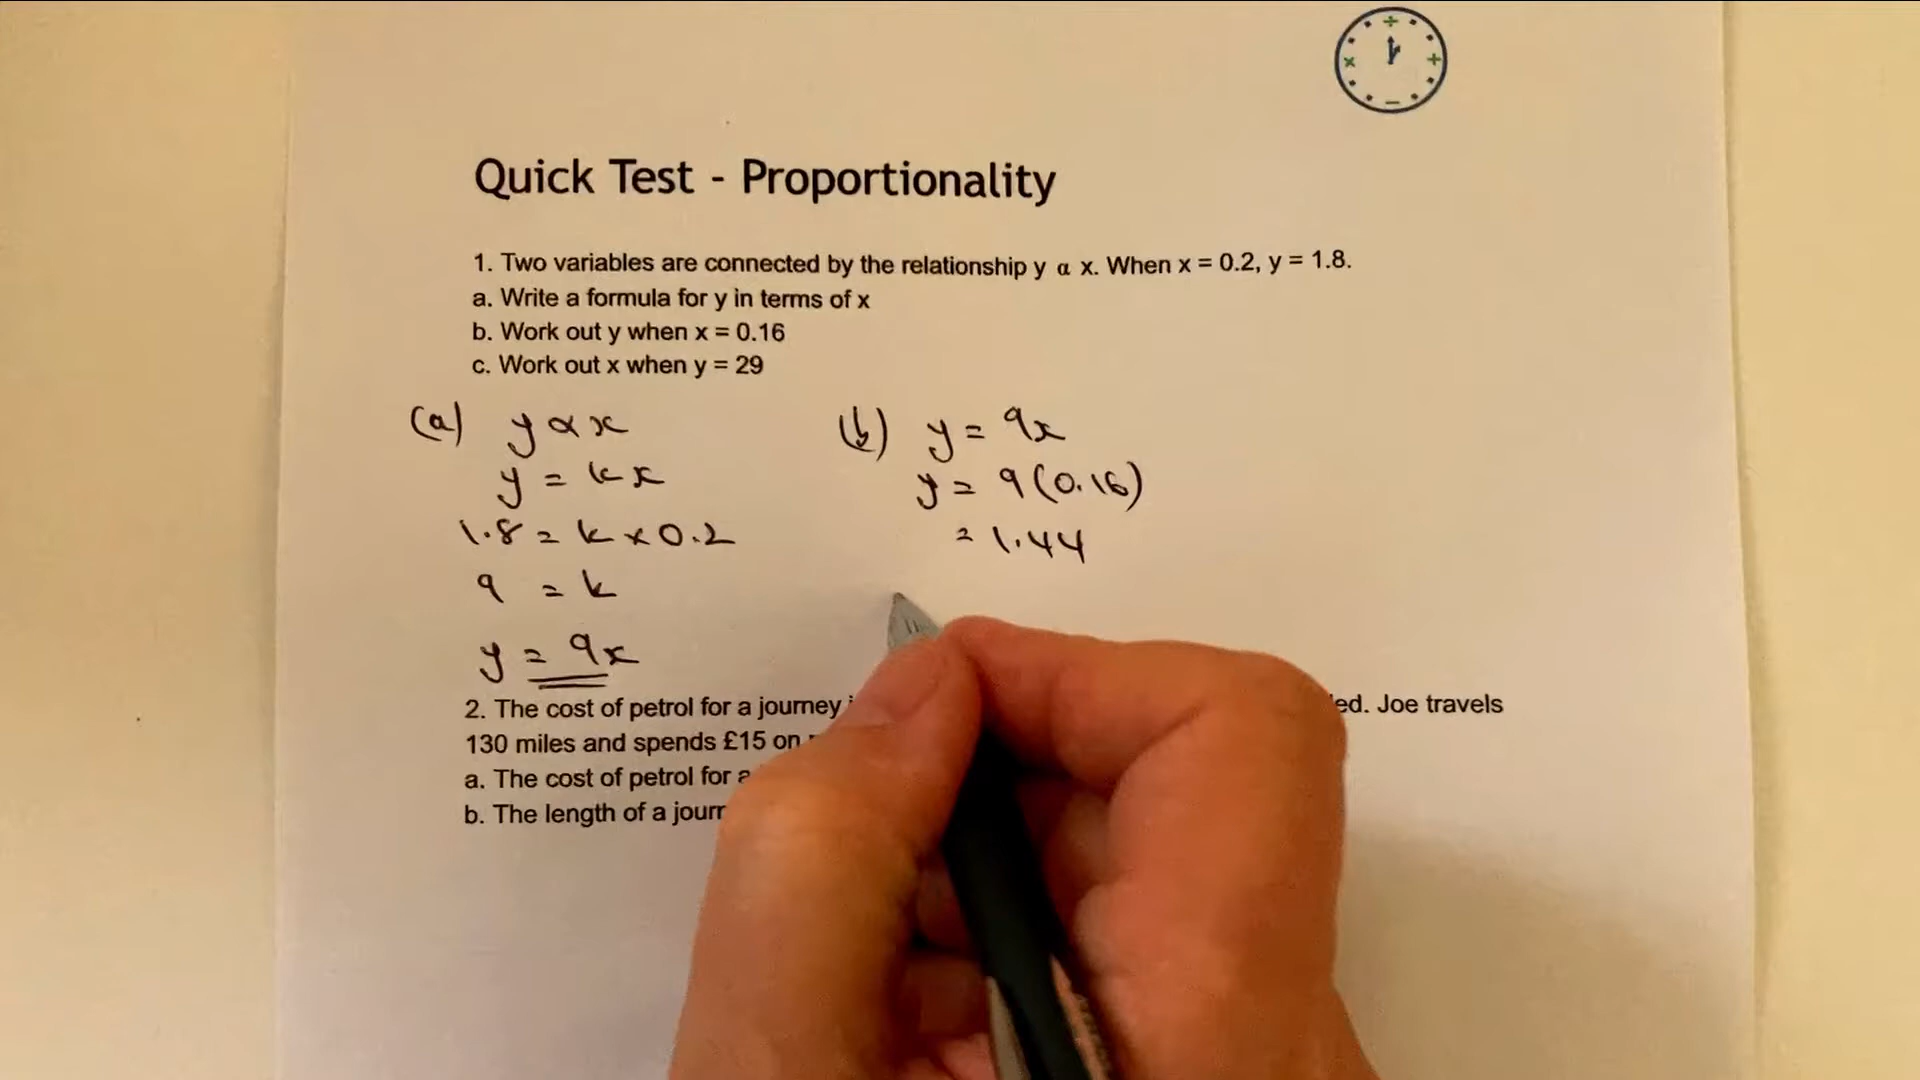 Quick Test - Proportionality
1. Two variables are connected by the relationship y α x. When x = 0.2, y = 1.8.
a. Write a formula for y in terms of x
b. Work out y when x = 0.16
c. Work out x when y = 29
(a) y ∝ x
y = kx
1.8 = k × 0.2
9 = k
y = 9x
(b) y = 9x
y = 9(0.16)
= 1.44
2. The cost of petrol for a journey
Joe travels
130 miles and spends £15 on
a. The cost of petrol for a
b. The length of a